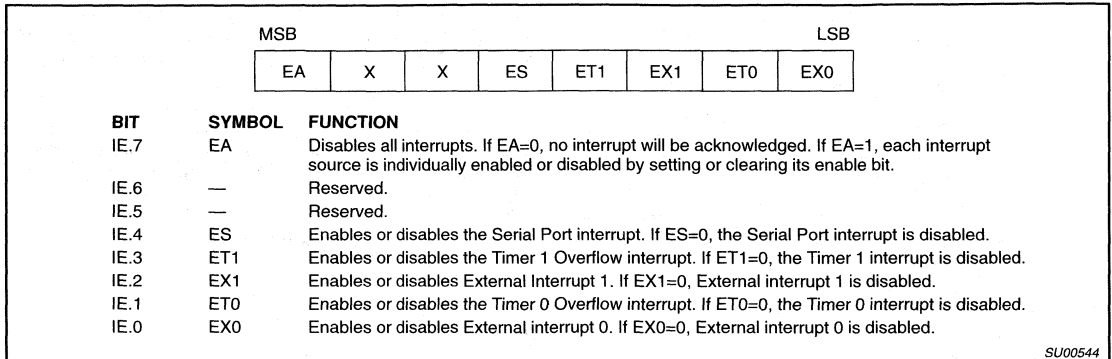 MSB LSB
EA X X ES ET1 EX1 ET0 EX0
BIT SYMBOL FUNCTION
IE.7 EA Disables all interrupts. If EA=0, no interrupt will be acknowledged. If EA=1, each interrupt
source is individually enabled or disabled by setting or clearing its enable bit.
IE.6 — Reserved.
IE.5 — Reserved.
IE.4 ES Enables or disables the Serial Port interrupt. If ES=0, the Serial Port interrupt is disabled.
IE.3 ET1 Enables or disables the Timer 1 Overflow interrupt. If ET1=0, the Timer 1 interrupt is disabled.
IE.2 EX1 Enables or disables External Interrupt 1. If EX1=0, External interrupt 1 is disabled.
IE.1 ET0 Enables or disables the Timer 0 Overflow interrupt. If ET0=0, the Timer 0 interrupt is disabled.
IE.0 EX0 Enables or disables External interrupt 0. If EX0=0, External interrupt 0 is disabled.
SU00544